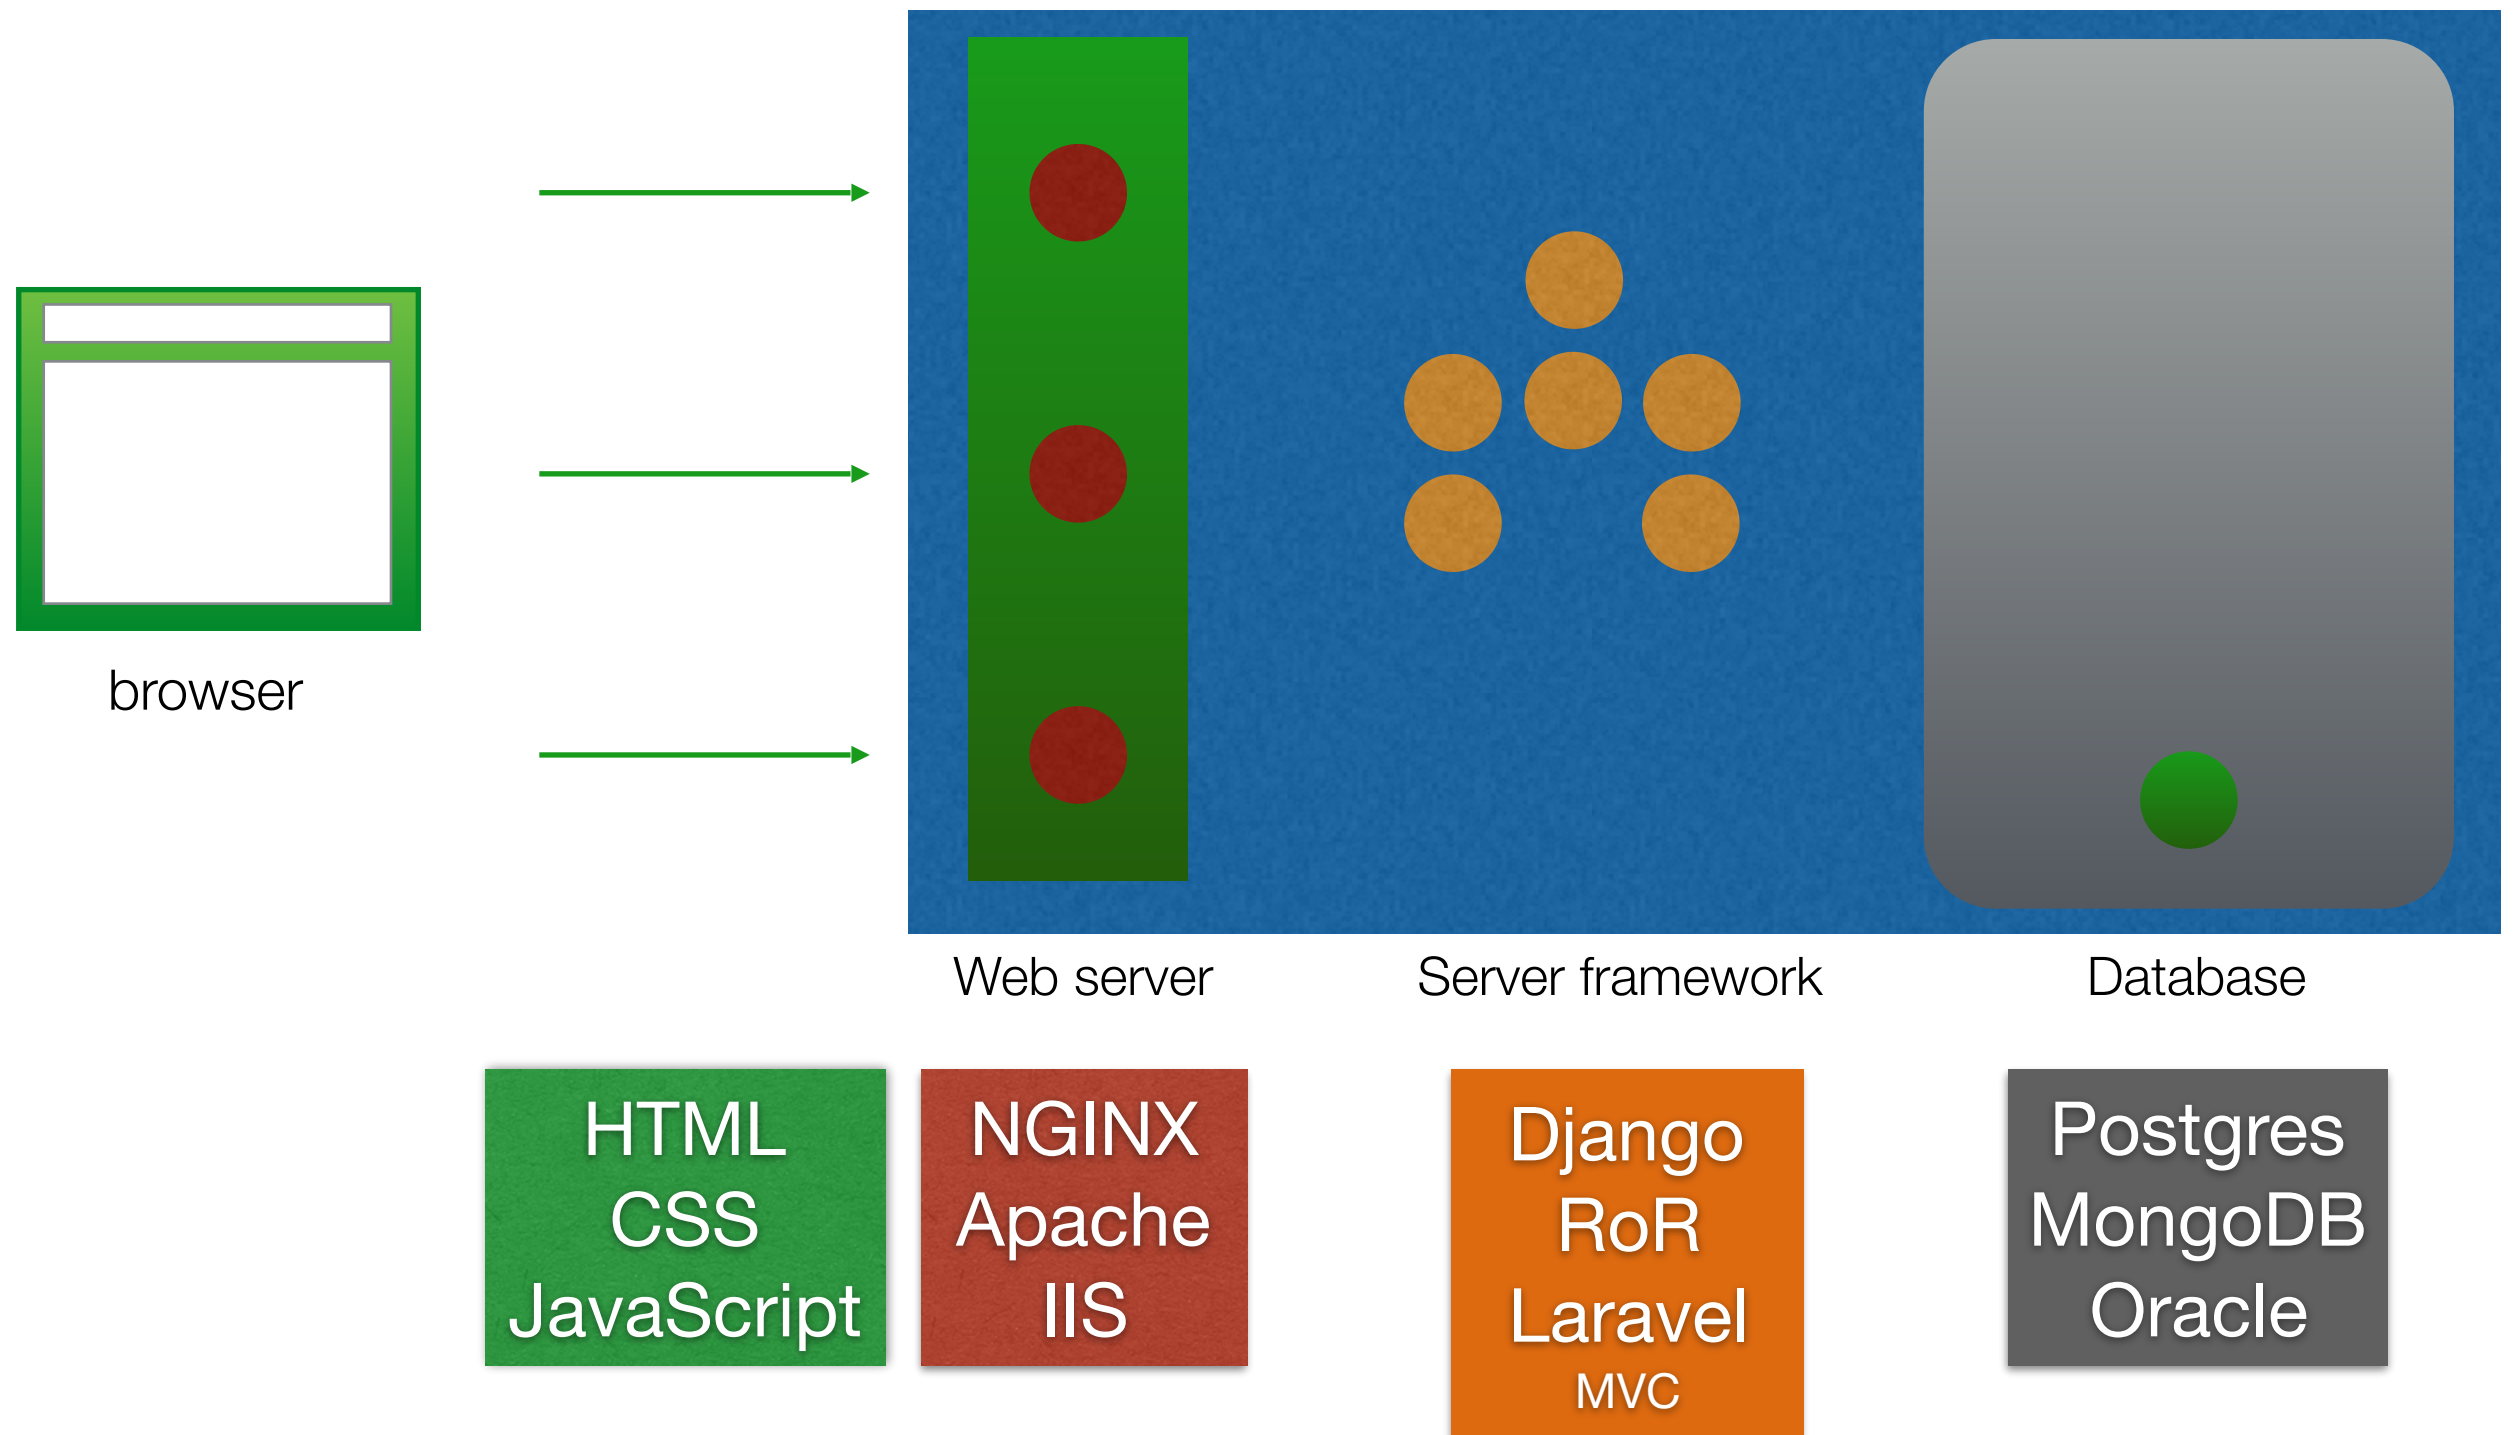 browser
Web server
Server framework
Database
HTML
CSS
JavaScript
NGINX
Apache
IIS
Django
RoR
Laravel
MVC
Postgres
MongoDB
Oracle